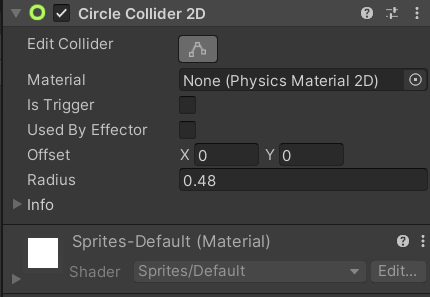 Circle Collider 2D
Edit Collider
Material None (Physics Material 2D)
Is Trigger
Used By Effector
Offset X 0 Y 0
Radius 0.48
Info
Sprites-Default (Material)
Shader Sprites/Default Edit...